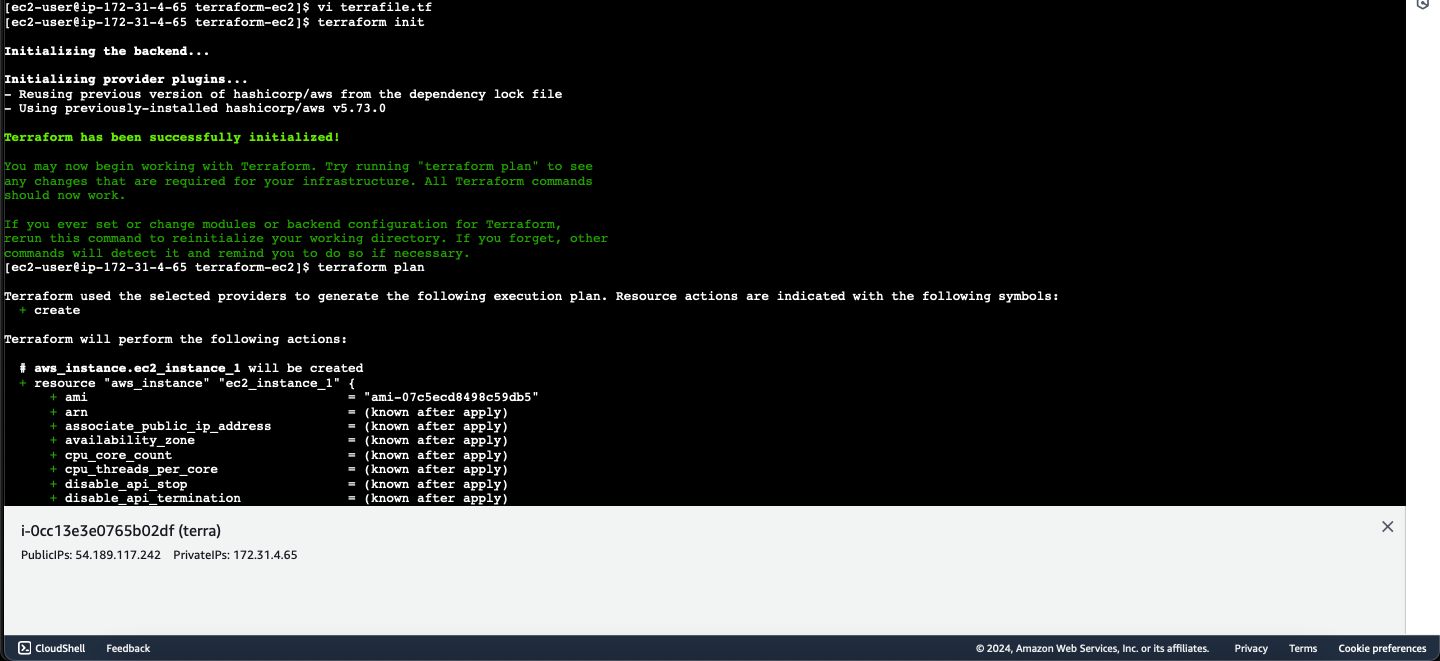 [ec2-user@ip-172-31-4-65 terraform-ec2]$ vi terrafile.tf
[ec2-user@ip-172-31-4-65 terraform-ec2]$ terraform init
Initializing the backend...
Initializing provider plugins...
- Reusing previous version of hashicorp/aws from the dependency lock file
- Using previously-installed hashicorp/aws v5.73.0
Terraform has been successfully initialized!
You may now begin working with Terraform. Try running "terraform plan" to see
any changes that are required for your infrastructure. All Terraform commands
should now work.
If you ever set or change modules or backend configuration for Terraform,
rerun this command to reinitialize your working directory. If you forget, other
commands will detect it and remind you to do so if necessary.
[ec2-user@ip-172-31-4-65 terraform-ec2]$ terraform plan
Terraform used the selected providers to generate the following execution plan. Resource actions are indicated with the following symbols:
+ create
Terraform will perform the following actions:
# aws_instance.ec2_instance_1 will be created
+ resource "aws_instance" "ec2_instance_1" {
+ ami = "ami-07c5ecd8498c59db5"
+ arn = (known after apply)
+ associate_public_ip_address = (known after apply)
+ availability_zone = (known after apply)
+ cpu_core_count = (known after apply)
+ cpu_threads_per_core = (known after apply)
+ disable_api_stop = (known after apply)
+ disable_api_termination = (known after apply)
i-0cc13e3e0765b02df (terra)
PublicIPs: 54.189.117.242 PrivateIPs: 172.31.4.65
CloudShell Feedback © 2024, Amazon Web Services, Inc. or its affiliates. Privacy Terms Cookie preferences